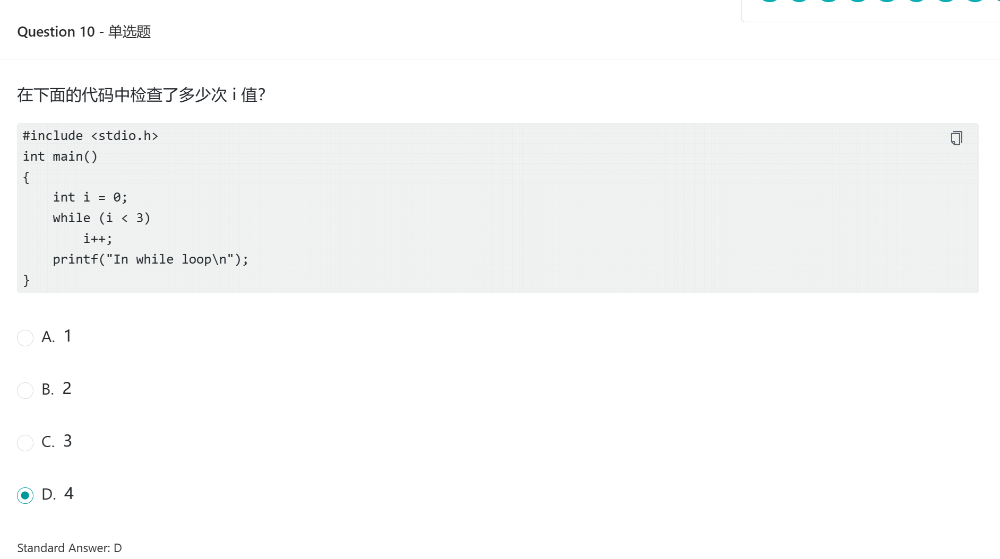 Question 10 - 单选题
在下面的代码中检查了多少次 i 值？
#include <stdio.h>
int main()
{
    int i = 0;
    while (i < 3)
        i++;
    printf("In while loop\n");
}
A. 1
B. 2
C. 3
D. 4
Standard Answer: D